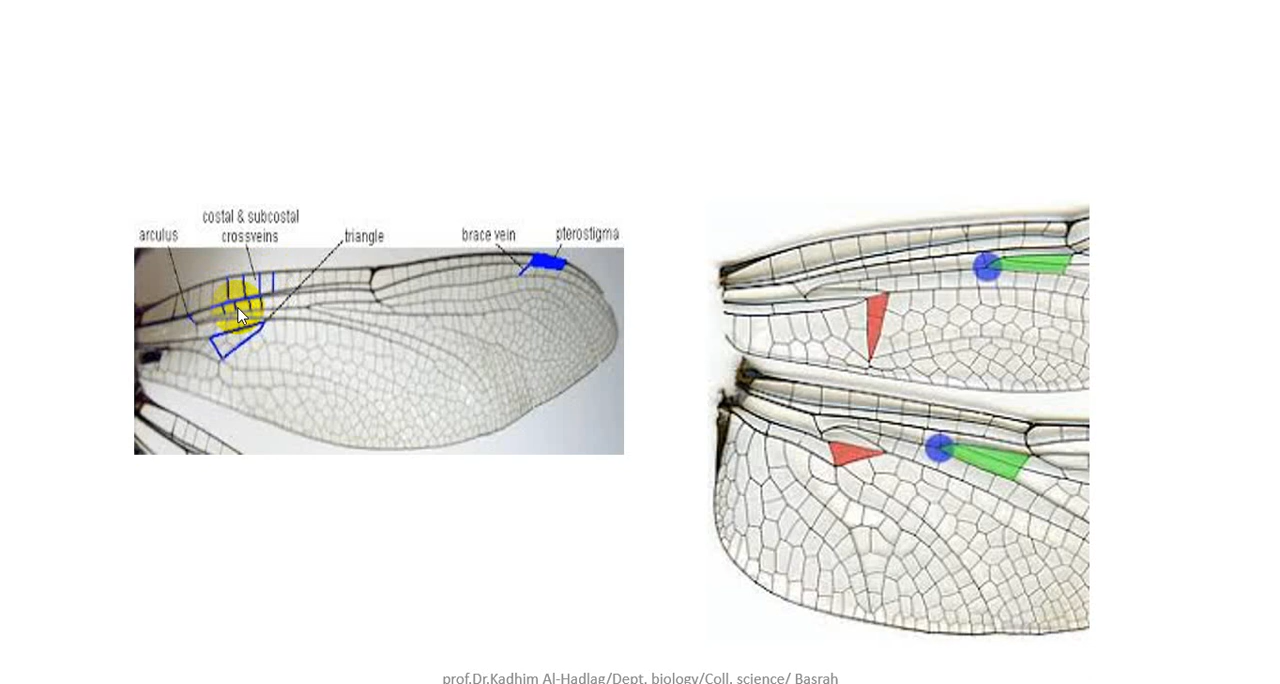 costal & subcostal
arculus
crossveins
triangle
brace vein
pterostigma
prof.Dr.Kadhim Al-Hadlag/Dept. biology/Coll. science/ Basrah